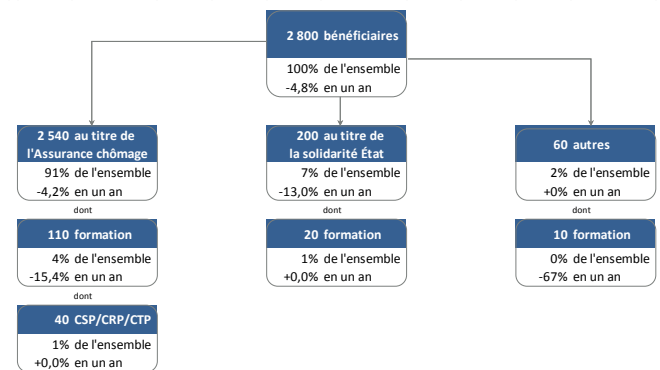 2 800 bénéficiaires
100% de l'ensemble
-4,8% en un an
2 540 au titre de
l'Assurance chômage
91% de l'ensemble
-4,2% en un an
dont
110 formation
4% de l'ensemble
-15,4% en un an
dont
40 CSP/CRP/CTP
1% de l'ensemble
+0,0% en un an
200 au titre de
la solidarité État
7% de l'ensemble
-13,0% en un an
dont
20 formation
1% de l'ensemble
+0,0% en un an
60 autres
2% de l'ensemble
+0% en un an
dont
10 formation
0% de l'ensemble
-67% en un an